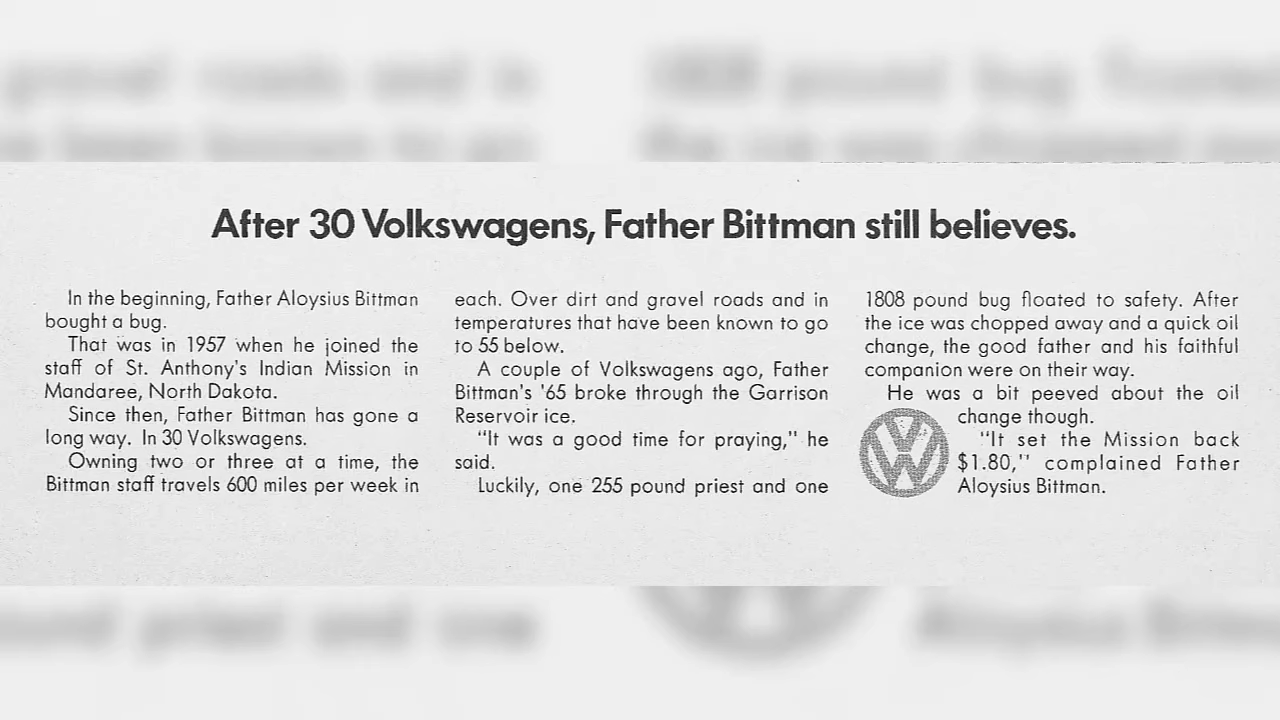 After 30 Volkswagens, Father Bittman still believes.
In the beginning, Father Aloysius Bittman
bought a bug.
That was in 1957 when he joined the
staff of St. Anthony's Indian Mission in
Mandaree, North Dakota.
Since then, Father Bittman has gone a
long way. In 30 Volkswagens.
Owning two or three at a time, the
Bittman staff travels 600 miles per week in
each. Over dirt and gravel roads and in
temperatures that have been known to go
to 55 below.
A couple of Volkswagens ago, Father
Bittman's '65 broke through the Garrison
Reservoir ice.
"It was a good time for praying," he
said.
Luckily, one 255 pound priest and one
1808 pound bug floated to safety. After
the ice was chopped away and a quick oil
change, the good father and his faithful
companion were on their way.
He was a bit peeved about the oil
change though.
"It set the Mission back
$1.80," complained Father
Aloysius Bittman.